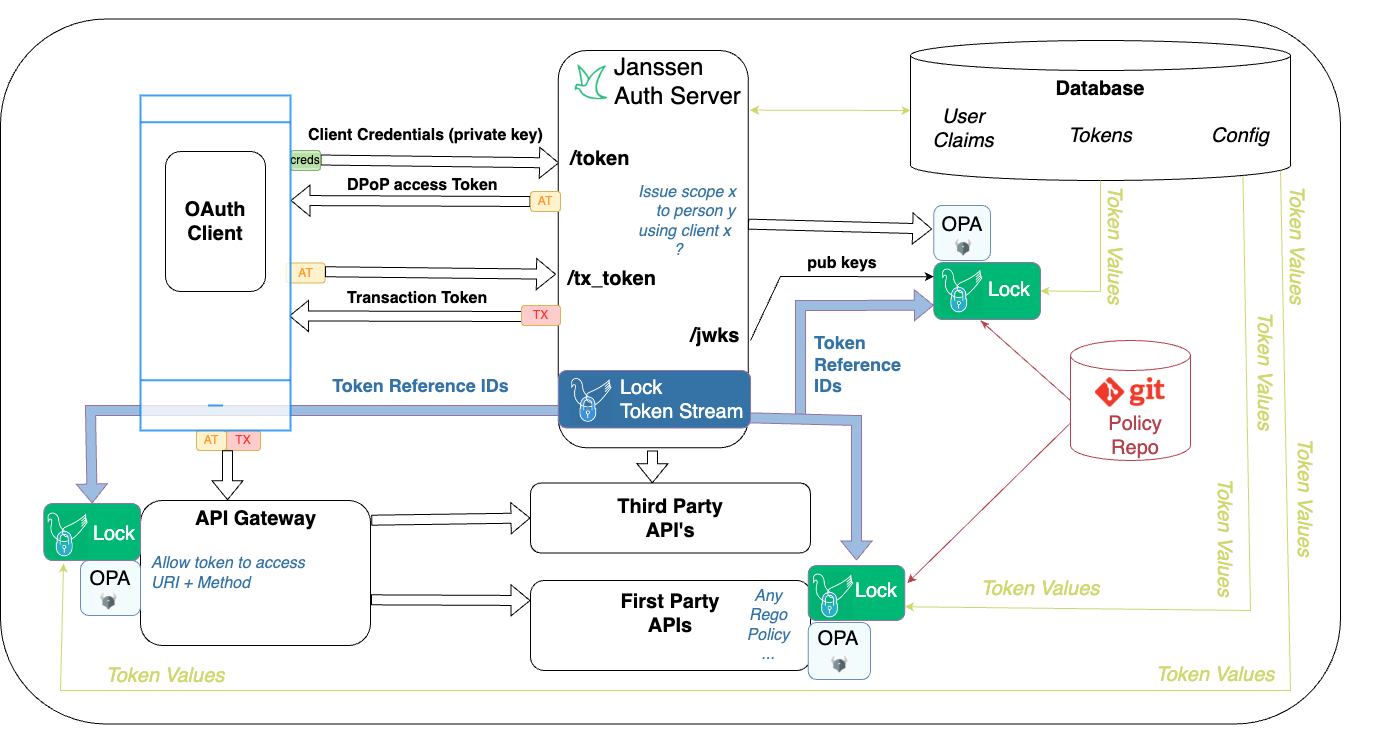 Janssen
Auth Server
Database
User
Claims
Tokens
Config
Client Credentials (private key)
creds
/token
DPoP access Token
AT
OAuth
Client
Issue scope x
to person y
using client x
?
OPA
AT
/tx_token
pub keys
Lock
Transaction Token
TX
/jwks
Token
Reference
IDs
Token Values
Token Values
Token Values
git
Policy
Repo
Token Reference IDs
Lock
Token Stream
AT
TX
Lock
OPA
API Gateway
Allow token to access
URI + Method
Third Party
API's
First Party
APIs
Any
Rego
Policy
...
Lock
OPA
Token Values
Token Values
Token Values
Token Values
Token Values